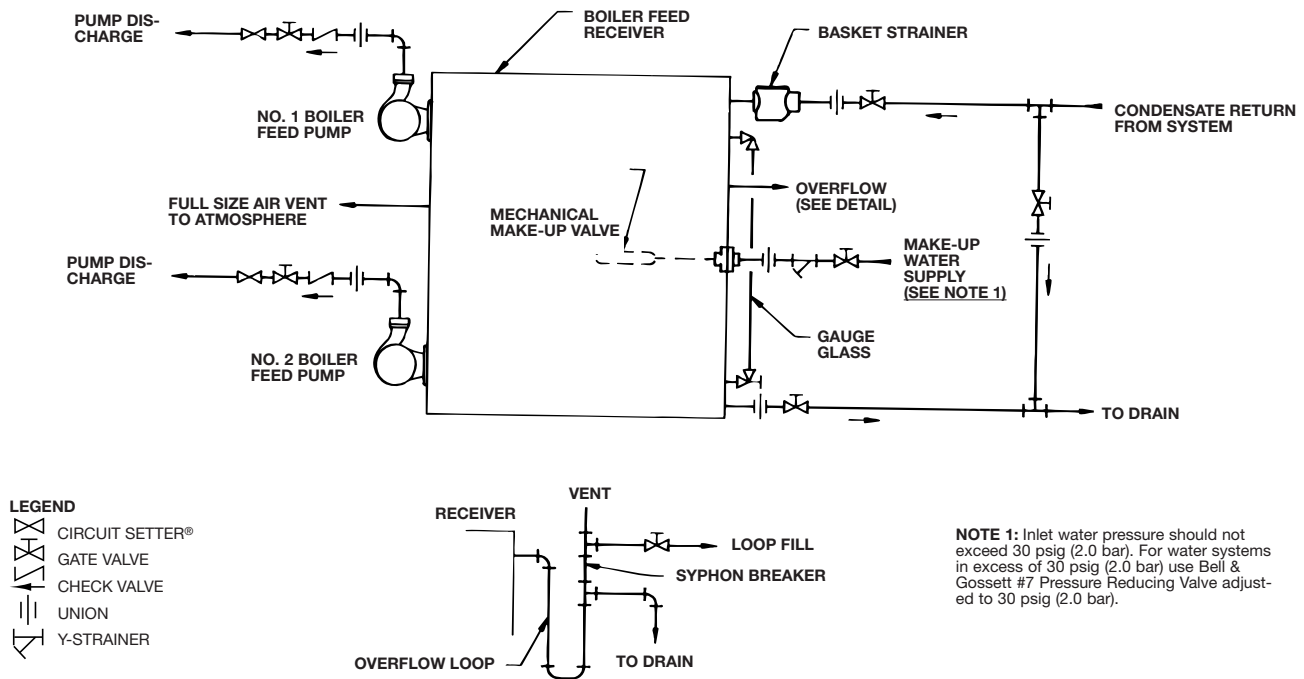 PUMP DIS-
CHARGE
BOILER FEED
RECEIVER
BASKET STRAINER
NO. 1 BOILER
FEED PUMP
CONDENSATE RETURN
FROM SYSTEM
FULL SIZE AIR VENT
TO ATMOSPHERE
MECHANICAL
MAKE-UP VALVE
OVERFLOW
(SEE DETAIL)
PUMP DIS-
CHARGE
MAKE-UP
WATER
SUPPLY
(SEE NOTE 1)
NO. 2 BOILER
FEED PUMP
GAUGE
GLASS
TO DRAIN
LEGEND
CIRCUIT SETTER®
GATE VALVE
CHECK VALVE
UNION
Y-STRAINER
RECEIVER
VENT
LOOP FILL
SYPHON BREAKER
OVERFLOW LOOP
TO DRAIN
NOTE 1: Inlet water pressure should not
exceed 30 psig (2.0 bar). For water systems
in excess of 30 psig (2.0 bar) use Bell &
Gossett #7 Pressure Reducing Valve adjust-
ed to 30 psig (2.0 bar).